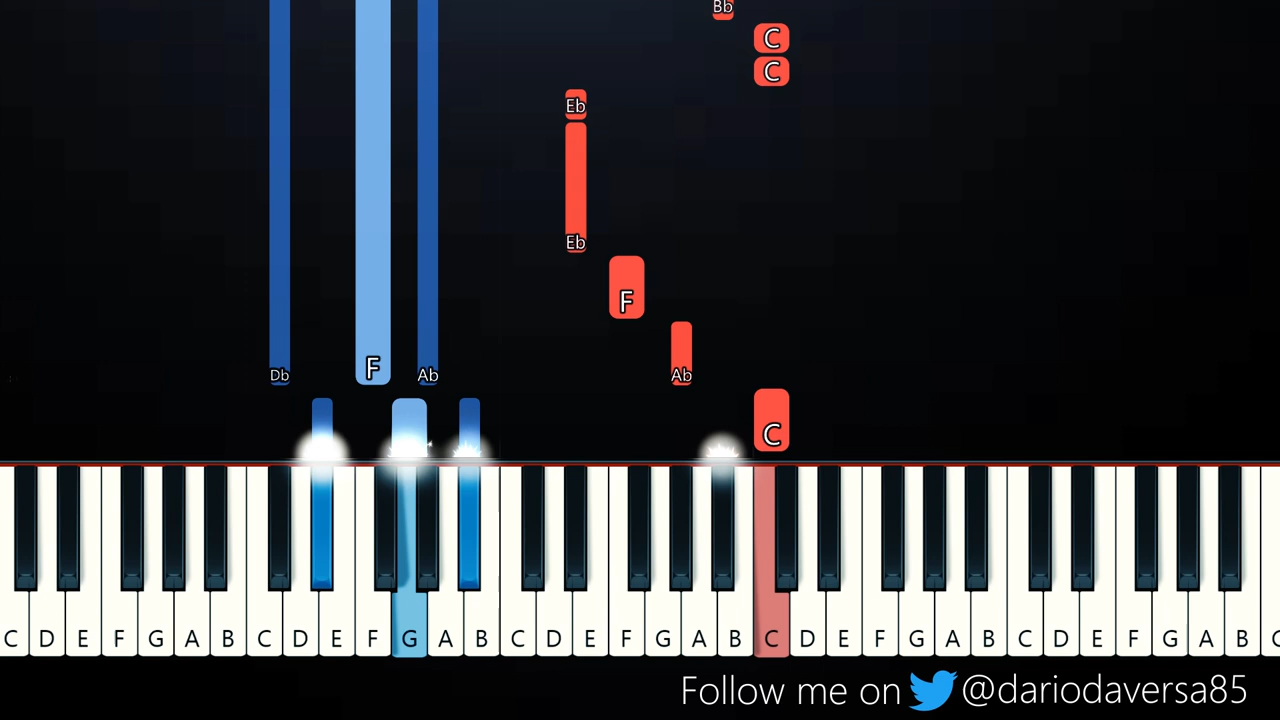 Bb
C
C
Eb
Eb
F
Db F Ab Ab
C
C D E F G A B C D E F G A B C D E F G A B C D E F G A B C D E F G A B C
Follow me on @dariodaversa85